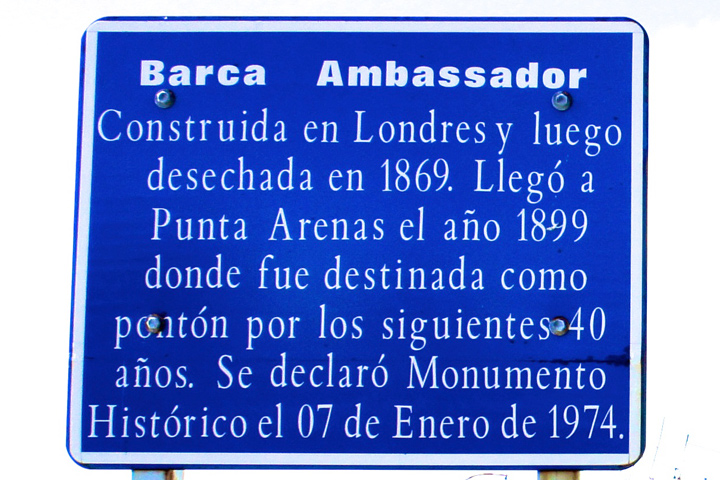 Barca Ambassador
Construida en Londres y luego
desechada en 1869. Llegó a
Punta Arenas el año 1899
donde fue destinada como
pontón por los siguientes 40
años. Se declaró Monumento
Histórico el 07 de Enero de 1974.